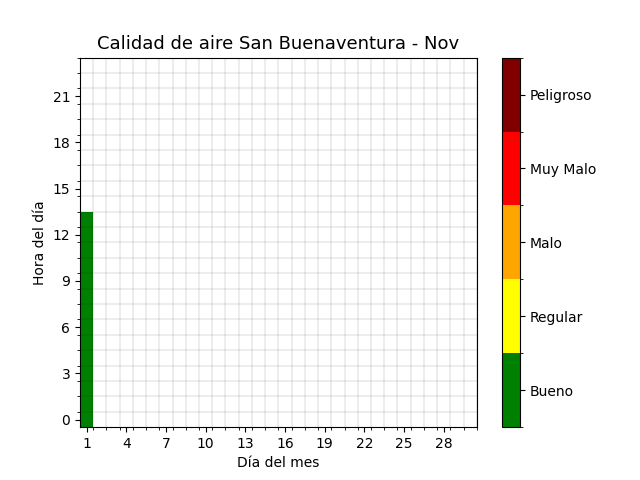 Calidad de aire San Buenaventura - Nov
Hora del día
21
18
15
12
9
6
3
0
1 4 7 10 13 16 19 22 25 28
Día del mes
Peligroso
Muy Malo
Malo
Regular
Bueno